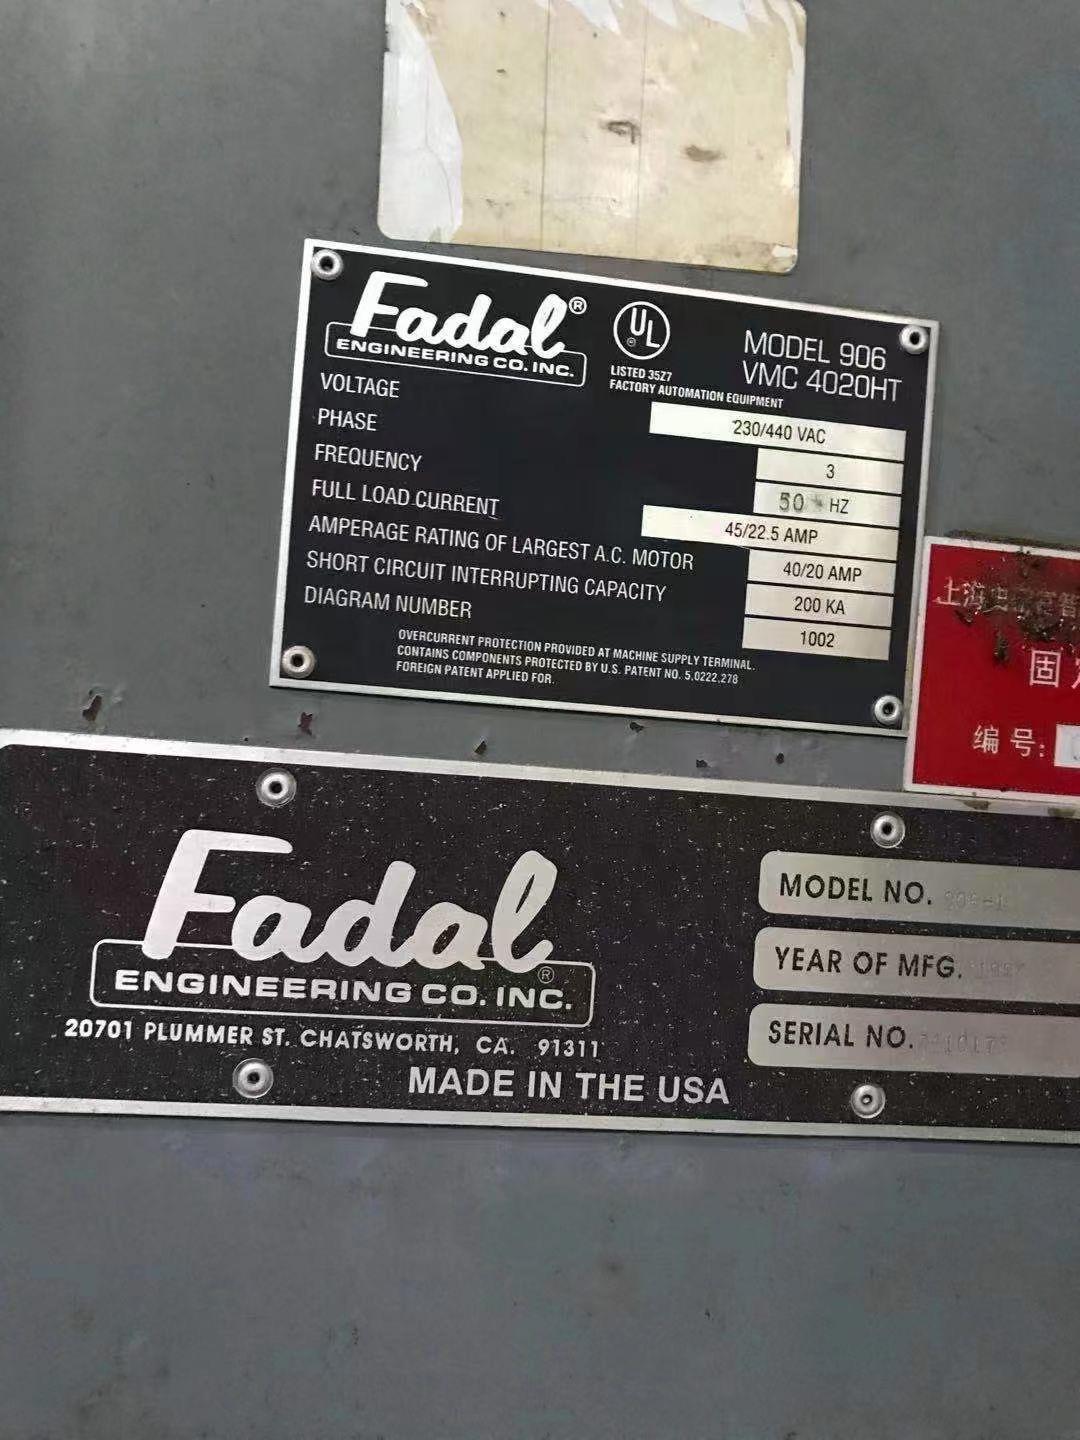 Fadal®
ENGINEERING CO. INC.
UL
®
LISTED 35Z7
FACTORY AUTOMATION EQUIPMENT
MODEL 906
VMC 4020HT
VOLTAGE 230/440 VAC
PHASE 3
FREQUENCY 50 HZ
FULL LOAD CURRENT 45/22.5 AMP
AMPERAGE RATING OF LARGEST A.C. MOTOR 40/20 AMP
SHORT CIRCUIT INTERRUPTING CAPACITY 200 KA
DIAGRAM NUMBER 1002
OVERCURRENT PROTECTION PROVIDED AT MACHINE SUPPLY TERMINAL.
CONTAINS COMPONENTS PROTECTED BY U.S. PATENT NO. 5,0222,278
FOREIGN PATENT APPLIED FOR.
上海
固
编号:
Fadal®
ENGINEERING CO. INC.
20701 PLUMMER ST. CHATSWORTH, CA. 91311
MADE IN THE USA
MODEL NO.
YEAR OF MFG.
SERIAL NO.